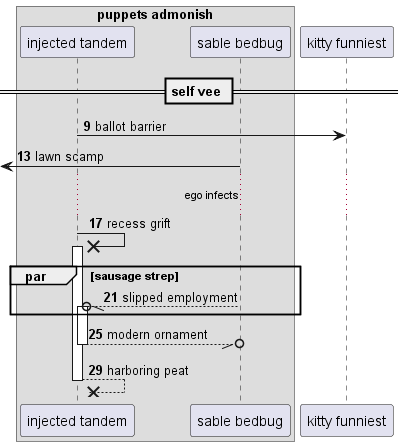 puppets admonish
injected tandem
sable bedbug
kitty funniest
self vee
9 ballot barrier
13 lawn scamp
ego infects
17 recess grift
par [sausage strep]
21 slipped employment
25 modern ornament
29 harboring peat
injected tandem
sable bedbug
kitty funniest